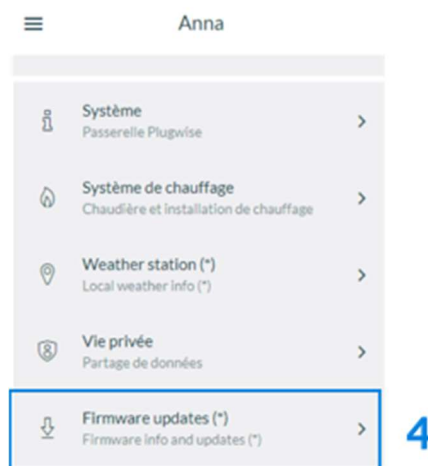 Anna
Système
Passerelle Plugwise
Système de chauffage
Chaudière et installation de chauffage
Weather station (*)
Local weather info (*)
Vie privée
Partage de données
Firmware updates (*)
Firmware info and updates (*)
4